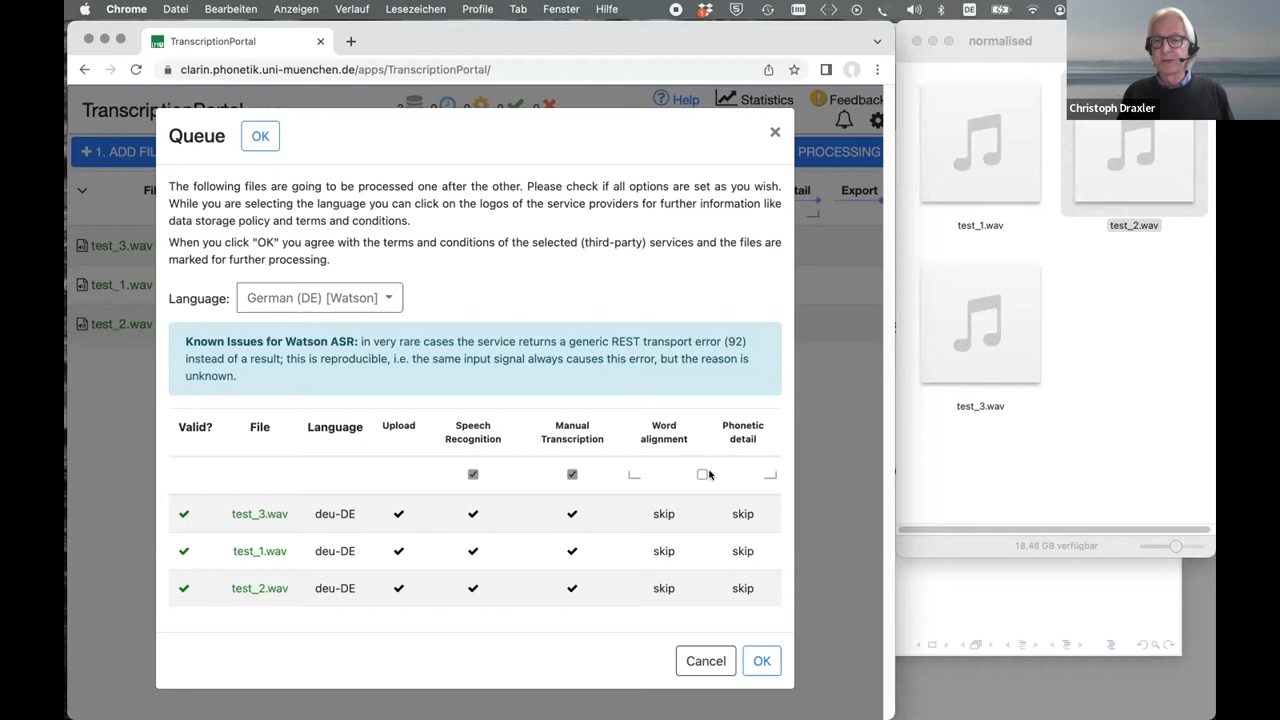 Chrome Datei Bearbeiten Anzeigen Verlauf Lesezeichen Profile Tab Fenster Hilfe DE
TranscriptionPortal
clarin.phonetik.uni-muenchen.de/apps/TranscriptionPortal/
TranscriptionPortal
Help Statistics Feedback
+ 1. ADD FIL
PROCESSING
Queue OK
The following files are going to be processed one after the other. Please check if all options are set as you wish.
While you are selecting the language you can click on the logos of the service providers for further information like
data storage policy and terms and conditions.
When you click "OK" you agree with the terms and conditions of the selected (third-party) services and the files are
marked for further processing.
Language: German (DE) [Watson]
Known Issues for Watson ASR: in very rare cases the service returns a generic REST transport error (92)
instead of a result; this is reproducible, i.e. the same input signal always causes this error, but the reason is
unknown.
Valid? File Language Upload Speech Recognition Manual Transcription Word alignment Phonetic detail
test_3.wav deu-DE skip skip
test_1.wav deu-DE skip skip
test_2.wav deu-DE skip skip
Cancel OK
Export
test_3.wav
test_1.wav
test_2.wav
normalised
test_1.wav test_2.wav
test_3.wav
18,46 GB verfügbar
Christoph Draxler